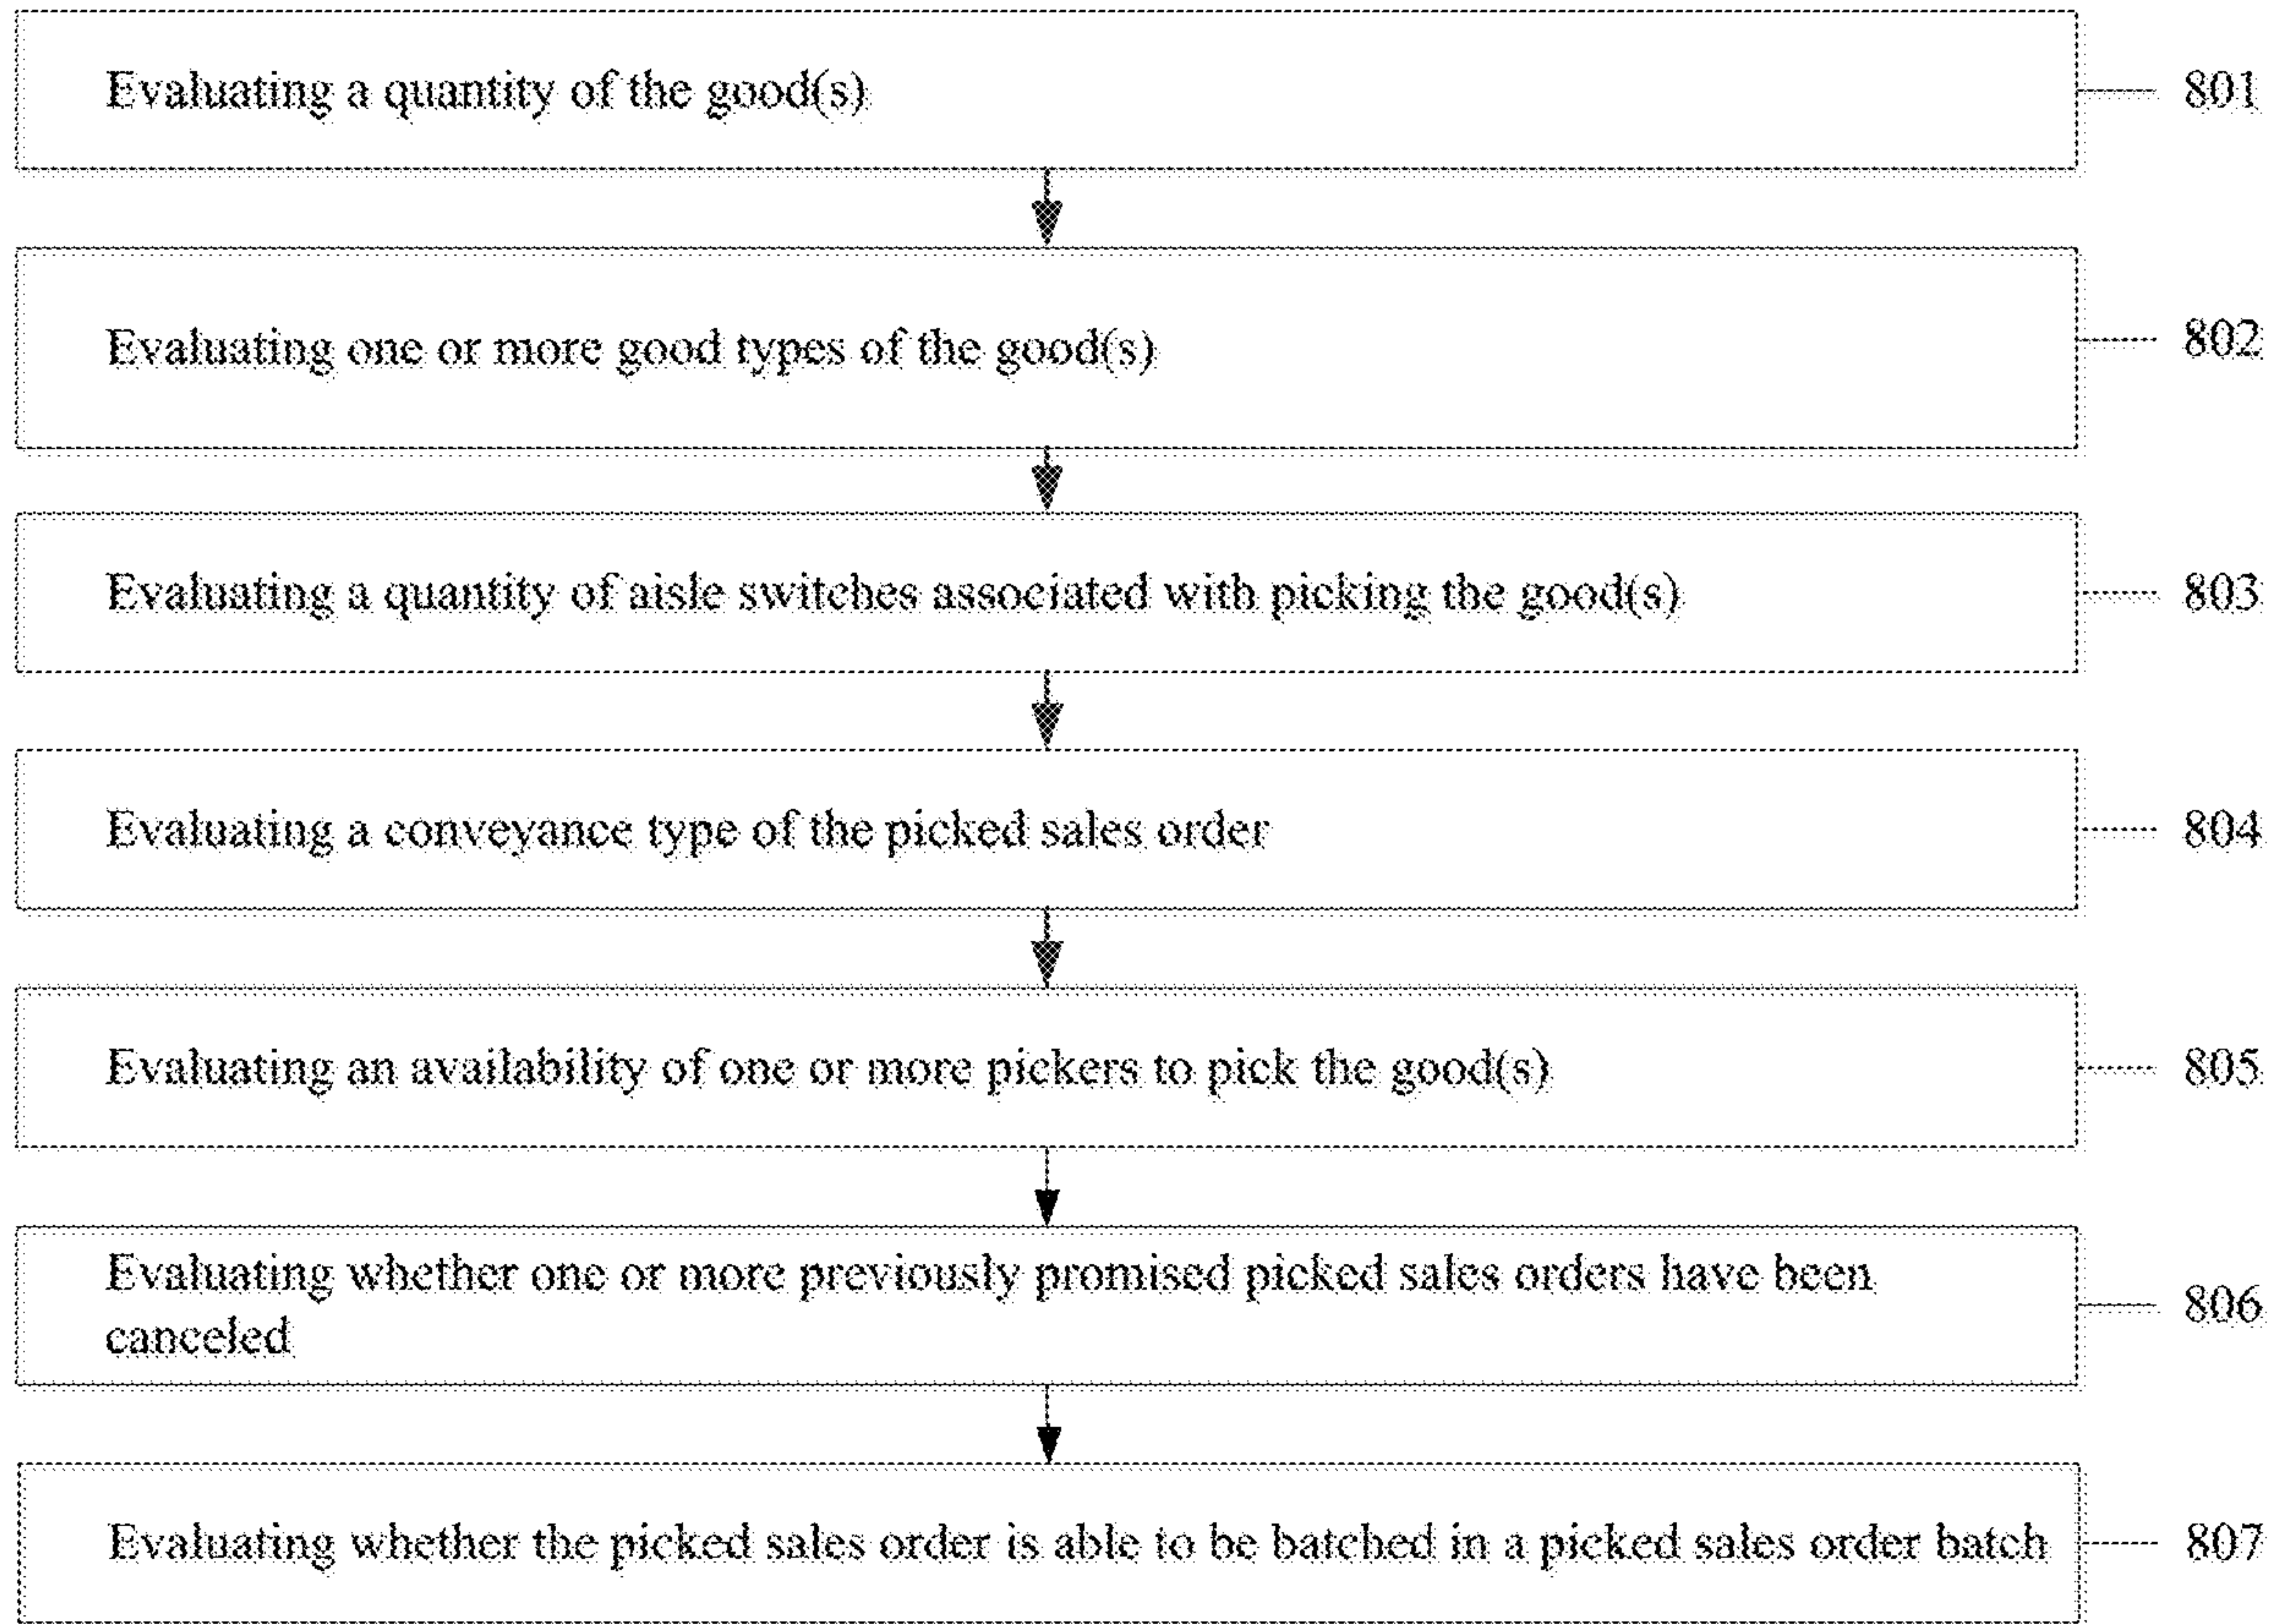 Evaluating a quantity of the good(s)
801
Evaluating one or more good types of the good(s)
802
Evaluating a quantity of aisle switches associated with picking the good(s)
803
Evaluating a conveyance type of the picked sales order
804
Evaluating an availability of one or more pickers to pick the good(s)
805
Evaluating whether one or more previously promised picked sales orders have been
canceled
806
Evaluating whether the picked sales order is able to be batched in a picked sales order batch
807